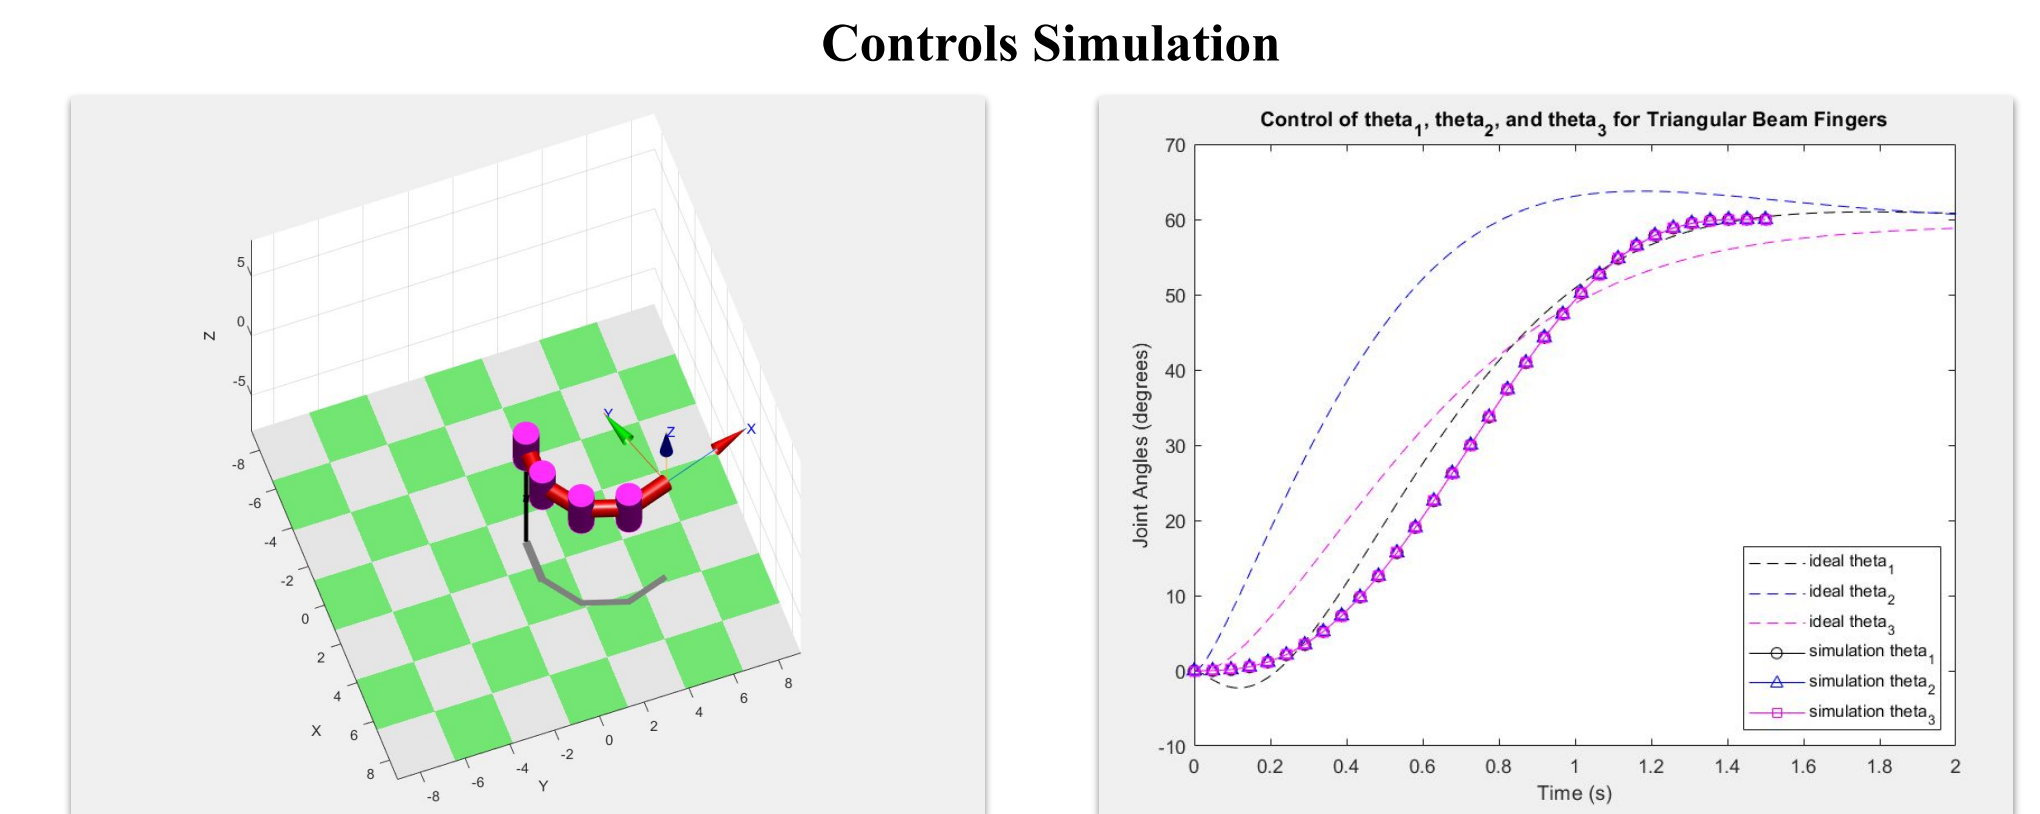 Controls Simulation
5
0
-5
Z
-8
-6
-4
-2
0
2
4
6
8
X
-8
-6
-4
-2
0
2
4
6
8
Y
Y
Z
X
Control of theta1, theta2, and theta3 for Triangular Beam Fingers
70
60
50
40
30
20
10
0
-10
Joint Angles (degrees)
0 0.2 0.4 0.6 0.8 1 1.2 1.4 1.6 1.8 2
Time (s)
ideal theta1
ideal theta2
ideal theta3
simulation theta1
simulation theta2
simulation theta3